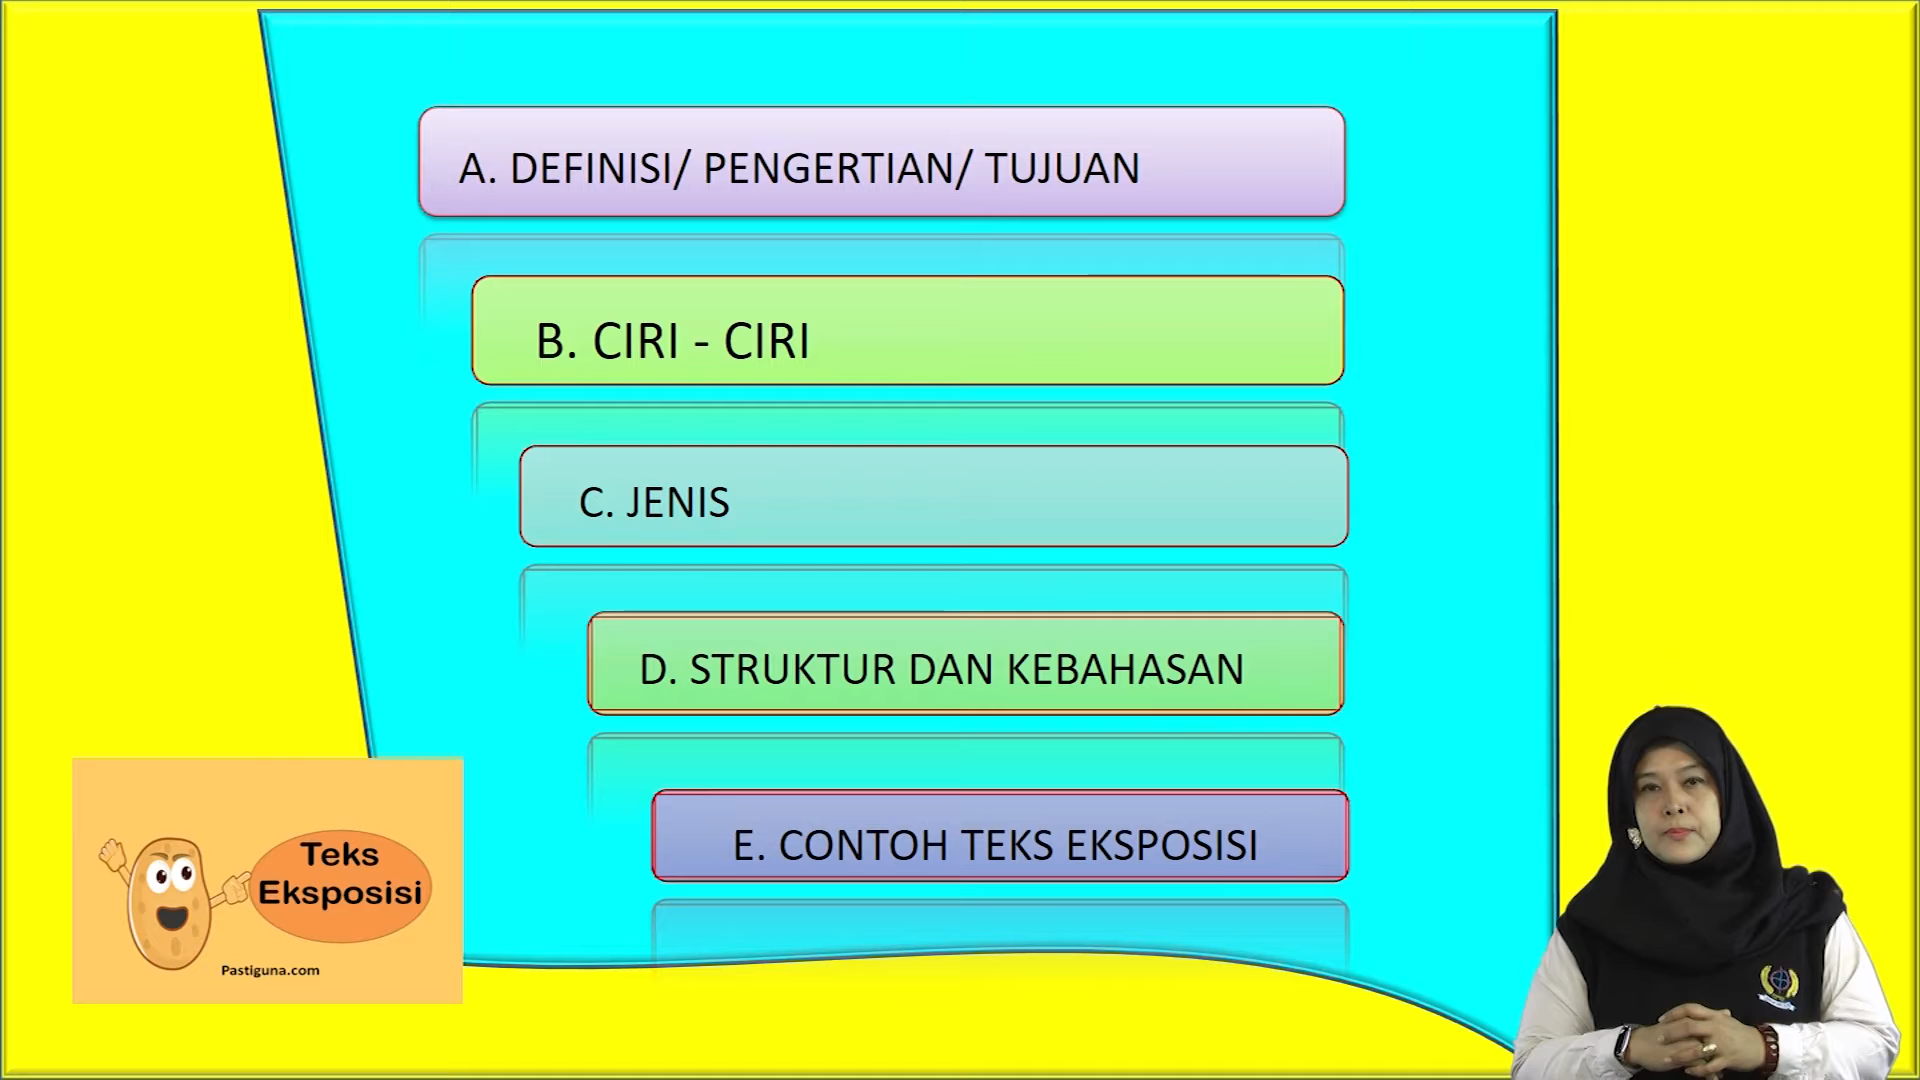 A. DEFINISI/ PENGERTIAN/ TUJUAN
B. CIRI - CIRI
C. JENIS
D. STRUKTUR DAN KEBAHASAN
E. CONTOH TEKS EKSPOSISI
Teks
Eksposisi
Pastiguna.com